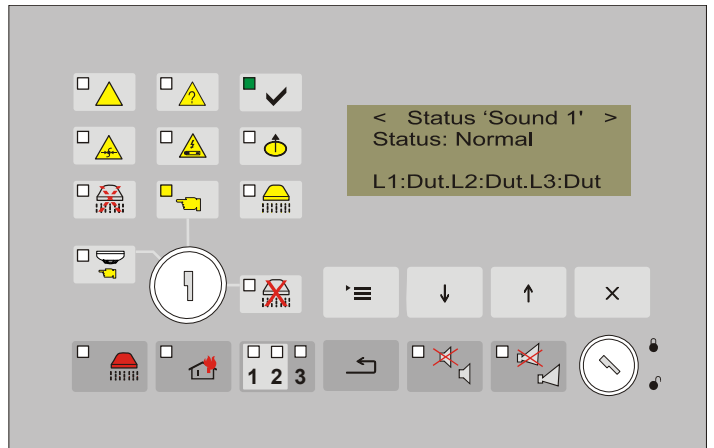 ?
< Status ‘Sound 1' >
Status: Normal
L1:Dut.L2:Dut.L3:Dut
1 2 3